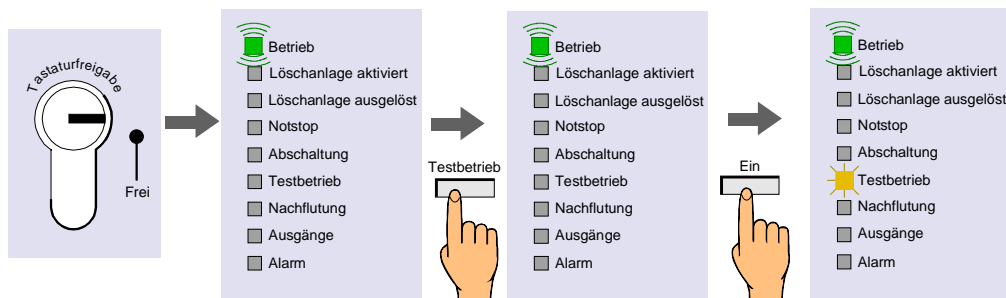 Tastaturfreigabe
Frei
Betrieb
Löschanlage aktiviert
Löschanlage ausgelöst
Notstop
Abschaltung
Testbetrieb
Nachflutung
Ausgänge
Alarm
Testbetrieb
Betrieb
Löschanlage aktiviert
Löschanlage ausgelöst
Notstop
Abschaltung
Testbetrieb
Nachflutung
Ausgänge
Alarm
Ein
Betrieb
Löschanlage aktiviert
Löschanlage ausgelöst
Notstop
Abschaltung
Testbetrieb
Nachflutung
Ausgänge
Alarm